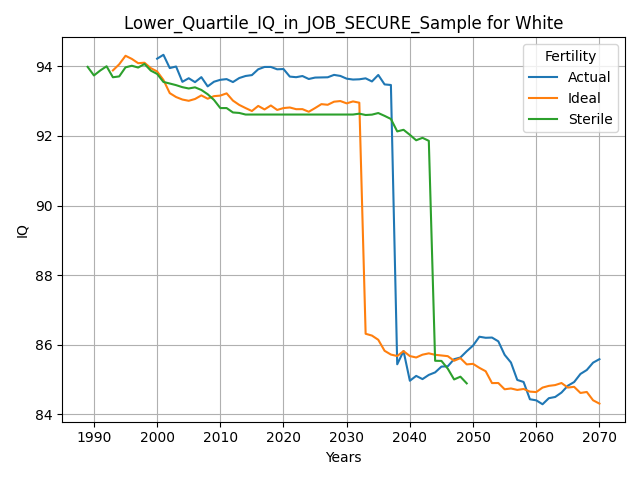 Lower_Quartile_IQ_in_JOB_SECURE_Sample for White
Fertility
Actual
Ideal
Sterile
94
92
90
88
86
84
IQ
1990
2000
2010
2020
2030
2040
2050
2060
2070
Years